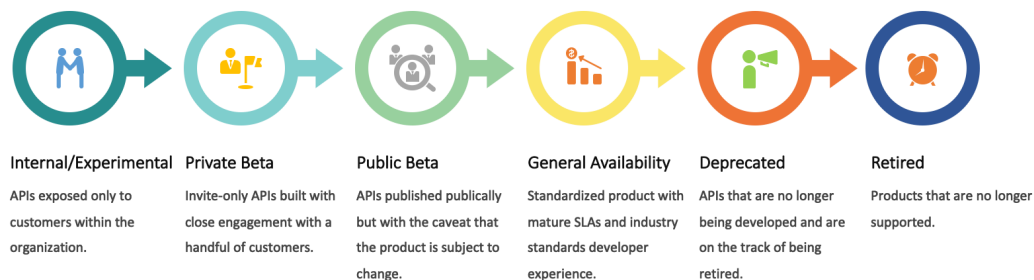 Internal/Experimental
APIs exposed only to
customers within the
organization.
Private Beta
Invite-only APIs built with
close engagement with a
handful of customers.
Public Beta
APIs published publically
but with the caveat that
the product is subject to
change.
General Availability
Standardized product with
mature SLAs and industry
standards developer
experience.
Deprecated
APIs that are no longer
being developed and are
on the track of being
retired.
Retired
Products that are no longer
supported.